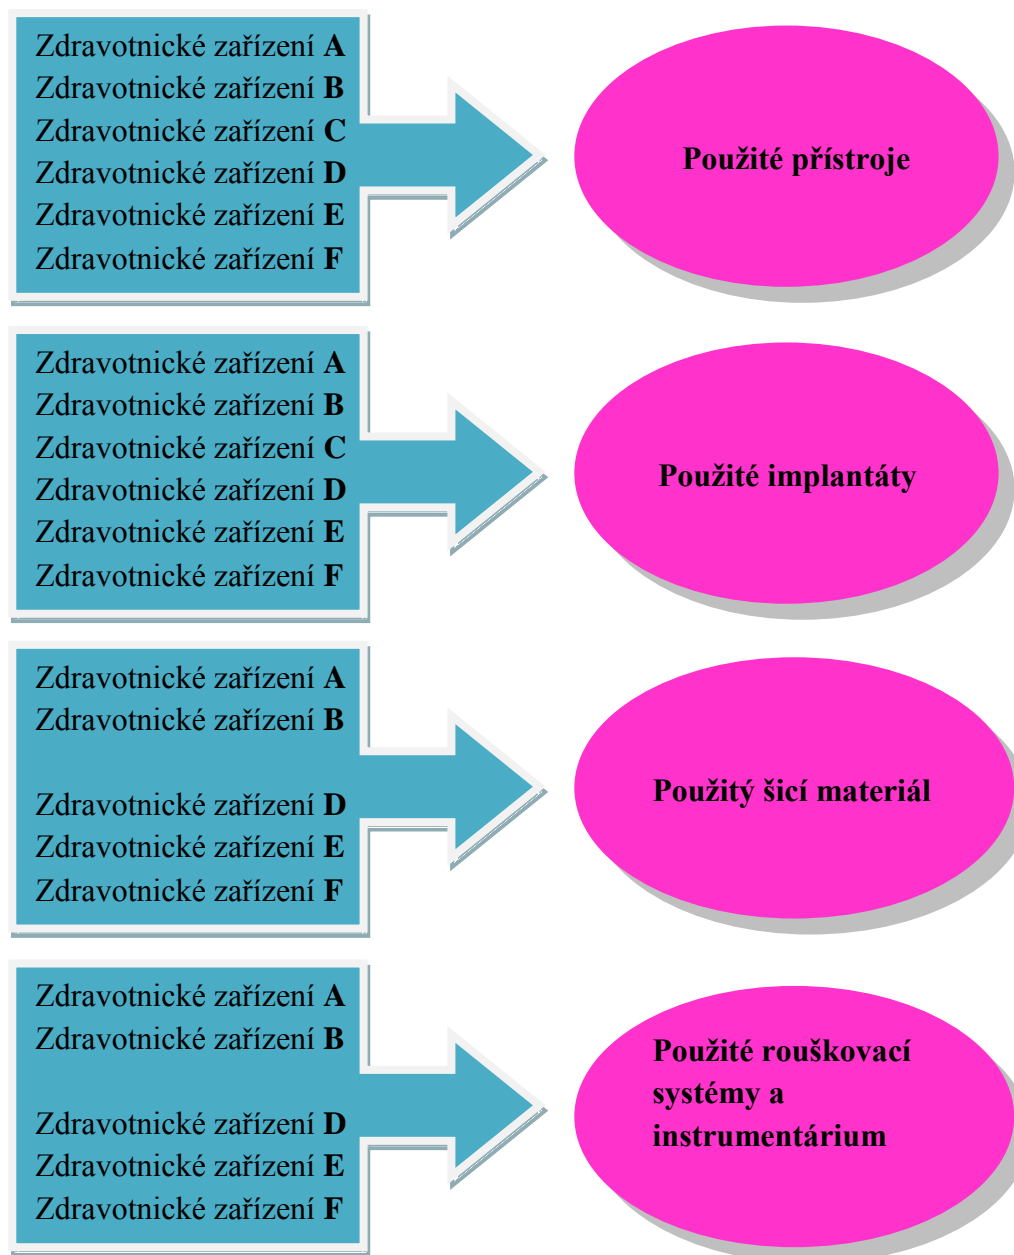 Zdravotnické zařízení A
Zdravotnické zařízení B
Zdravotnické zařízení C
Zdravotnické zařízení D
Zdravotnické zařízení E
Zdravotnické zařízení F
Použité přístroje
Zdravotnické zařízení A
Zdravotnické zařízení B
Zdravotnické zařízení C
Zdravotnické zařízení D
Zdravotnické zařízení E
Zdravotnické zařízení F
Použité implantáty
Zdravotnické zařízení A
Zdravotnické zařízení B
Zdravotnické zařízení D
Zdravotnické zařízení E
Zdravotnické zařízení F
Použitý šicí materiál
Zdravotnické zařízení A
Zdravotnické zařízení B
Zdravotnické zařízení D
Zdravotnické zařízení E
Zdravotnické zařízení F
Použité rouškovací
systémy a
instrumentárium